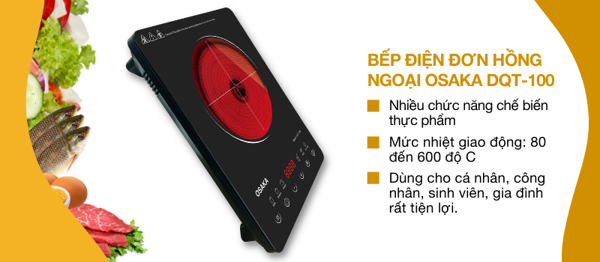 BẾP ĐIỆN ĐƠN HỒNG
NGOẠI OSAKA DQT-100
Nhiều chức năng chế biến
thực phẩm
Mức nhiệt giao động: 80
đến 600 độ C
Dùng cho cá nhân, công
nhân, sinh viên, gia đình
rất tiện lợi.
OSAKA